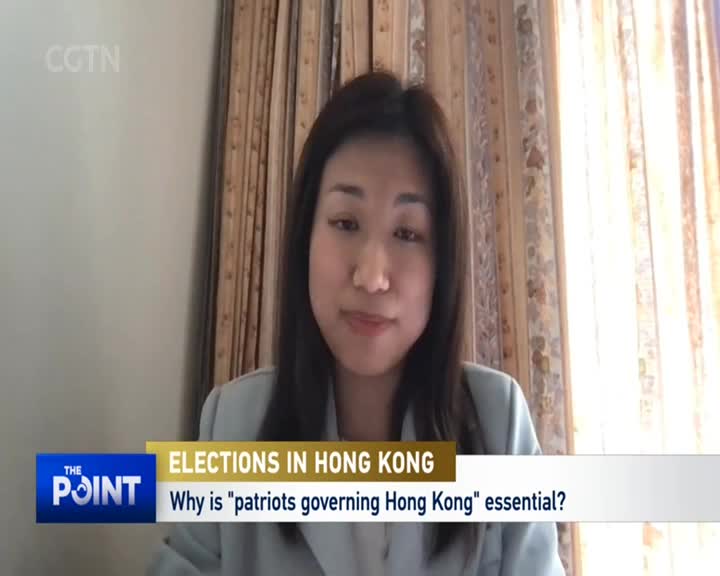 CGTN
ELECTIONS IN HONG KONG
THE
POINT
Why is "patriots governing Hong Kong" essential?